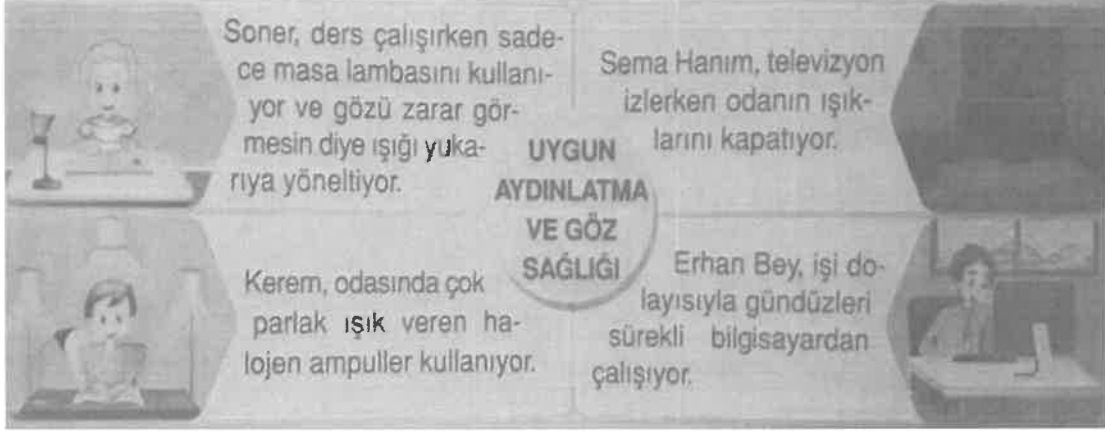 Soner, ders çalışırken sade-
ce masa lambasını kullanı-
yor ve gözü zarar gör-
mesin diye ışığı yuka-
rıya yöneltiyor.
Sema Hanım, televizyon
izlerken odanın ışık-
larını kapatıyor.
UYGUN
AYDINLATMA
VE GÖZ
SAĞLIĞI
Kerem, odasında çok
parlak ışık veren ha-
lojen ampuller kullanıyor.
Erhan Bey, işi do-
layısıyla gündüzleri
sürekli bilgisayardan
çalışıyor.